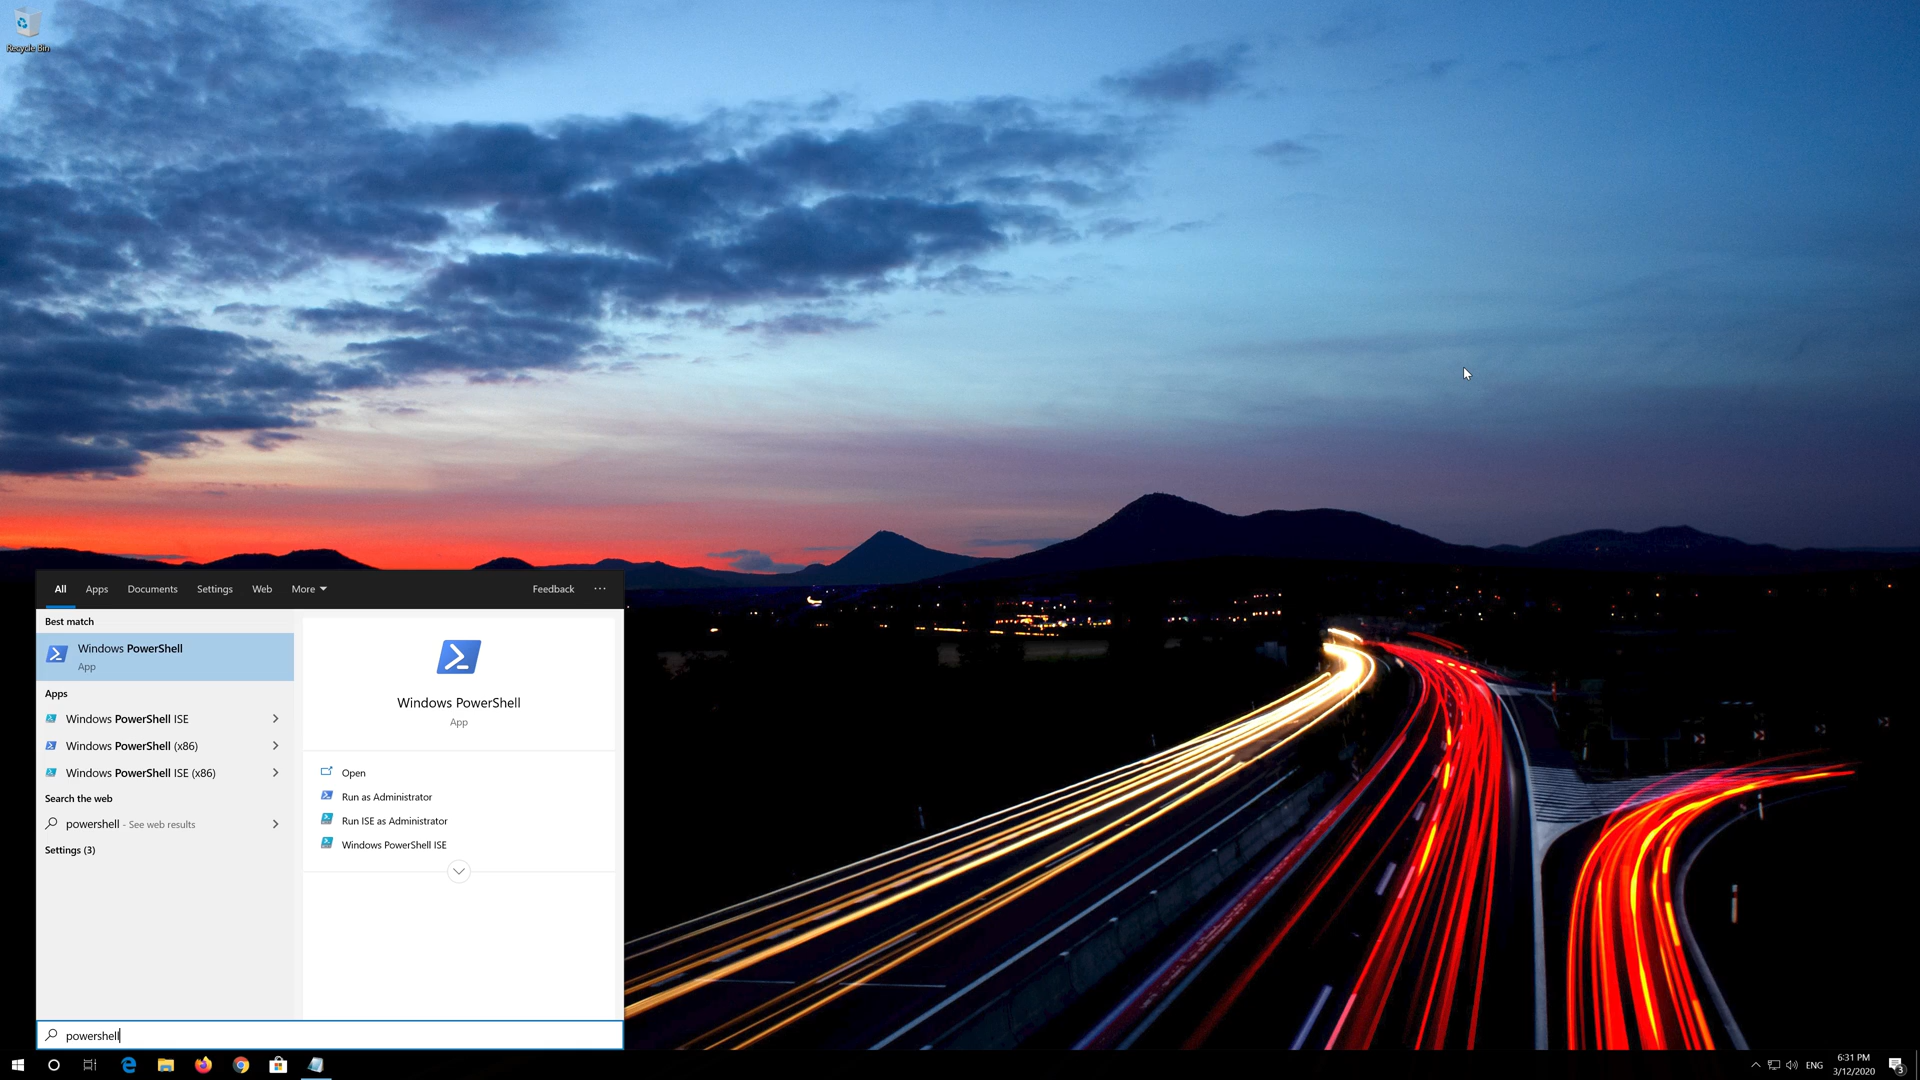 Recycle Bin
All Apps Documents Settings Web More Feedback ...
Best match
Windows PowerShell
App
Apps
Windows PowerShell ISE
Windows PowerShell (x86)
Windows PowerShell ISE (x86)
Search the web
powershell - See web results
Settings (3)
Windows PowerShell
App
Open
Run as Administrator
Run ISE as Administrator
Windows PowerShell ISE
powershell
ENG
6:31 PM
3/12/2020
3